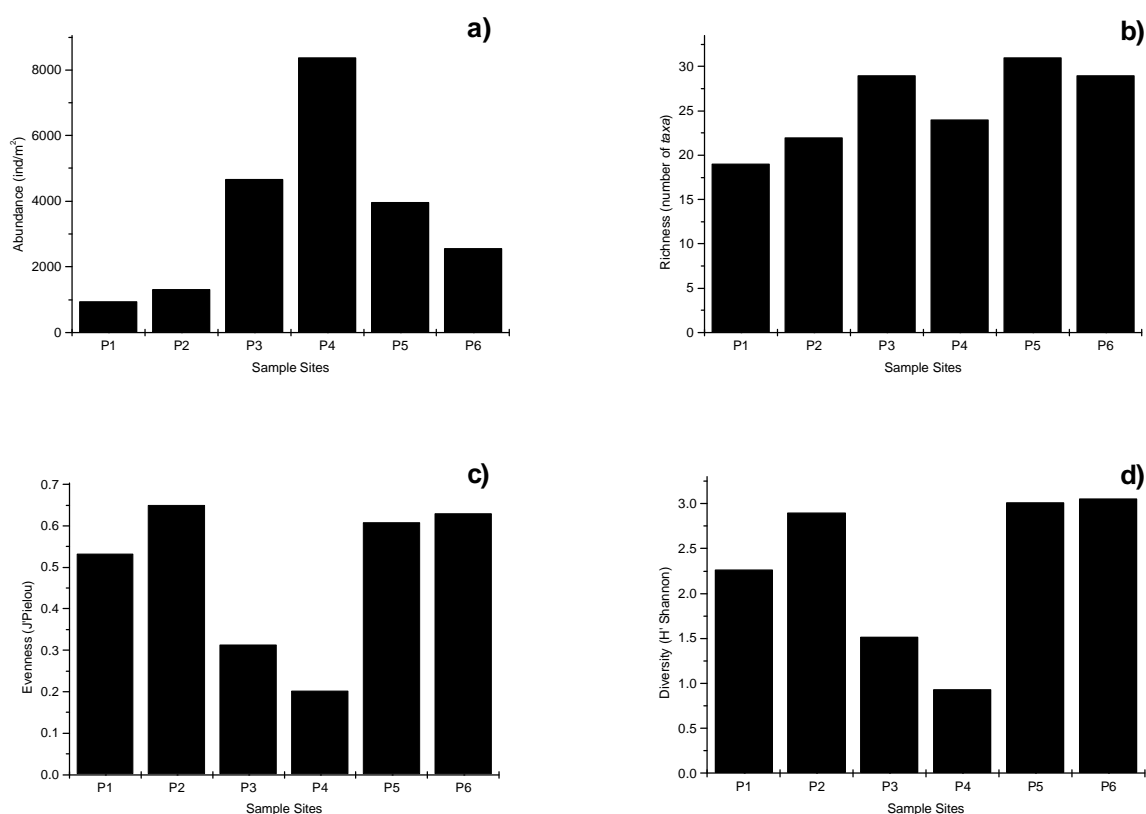 a)
Abundance (ind/m²)
8000
6000
4000
2000
0
P1 P2 P3 P4 P5 P6
Sample Sites
b)
Richness (number of taxa)
30
25
20
15
10
5
0
P1 P2 P3 P4 P5 P6
Sample Sites
c)
Evenness (J'Pielou)
0.7
0.6
0.5
0.4
0.3
0.2
0.1
0.0
P1 P2 P3 P4 P5 P6
Sample Sites
d)
Diversity (H' Shannon)
3.0
2.5
2.0
1.5
1.0
0.5
0.0
P1 P2 P3 P4 P5 P6
Sample Sites